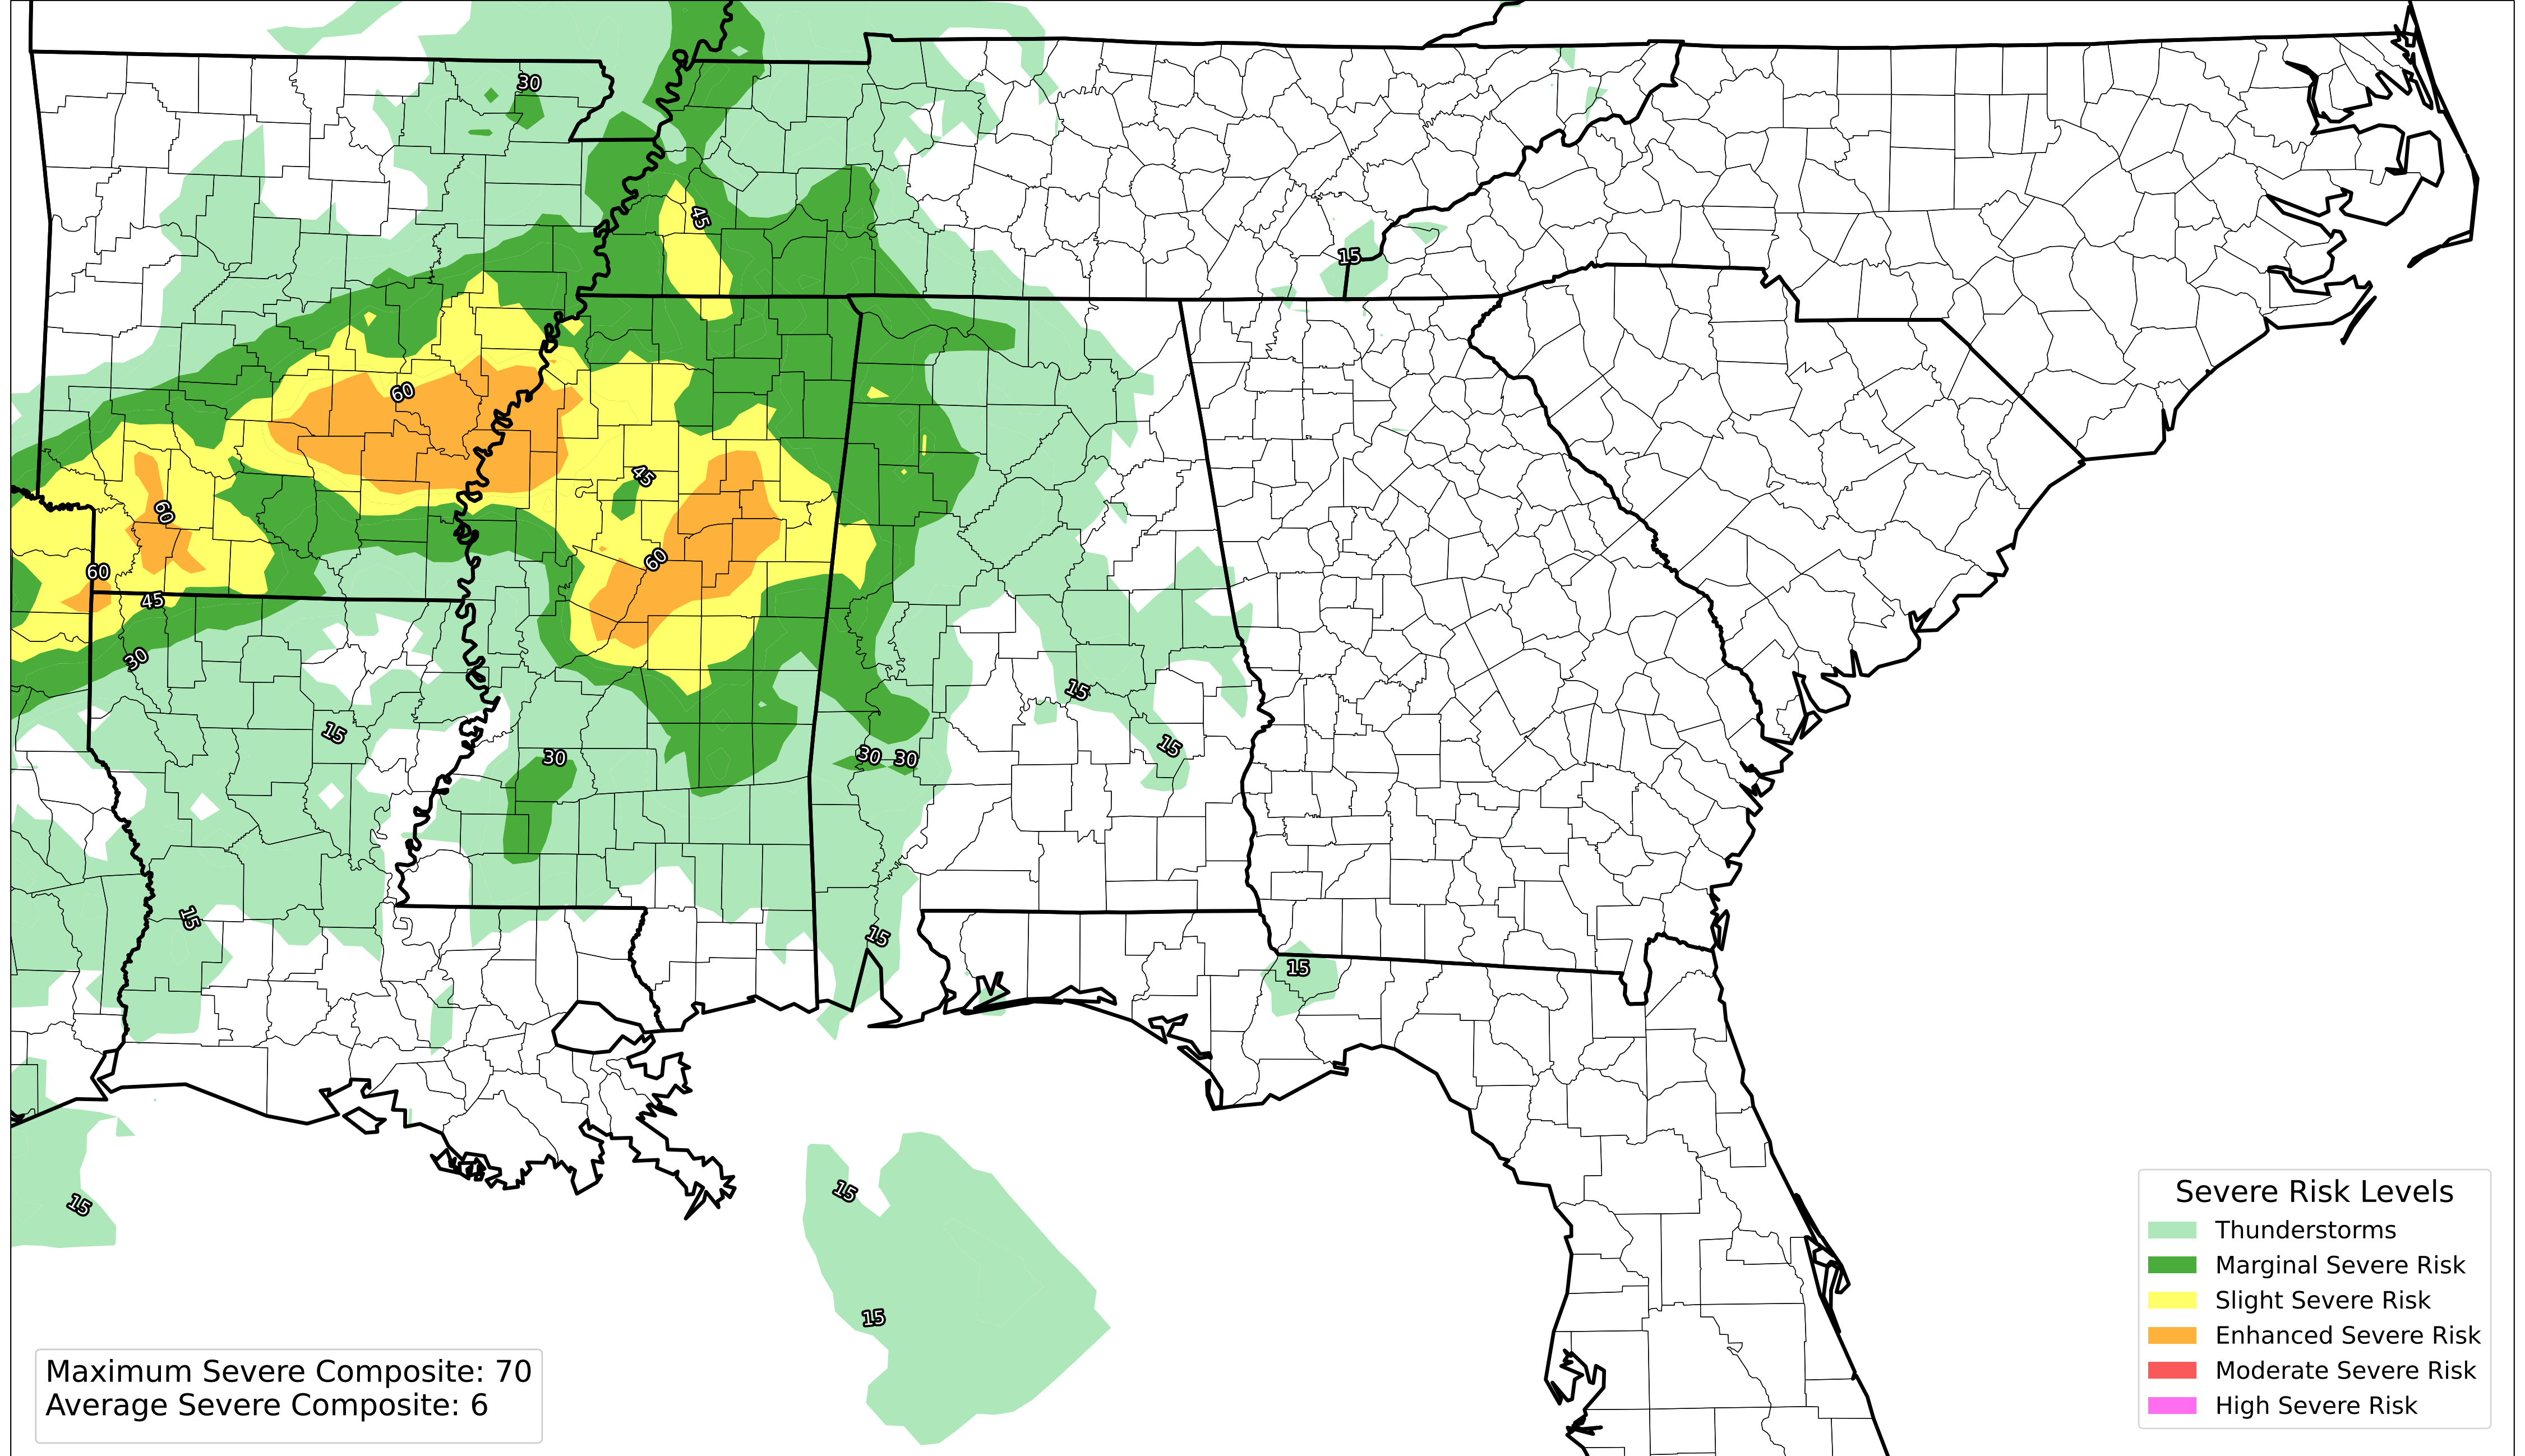 30
45
15
60
45
60
60
60
45
30
15
15
15
30
30
30
15
15
15
15
15
15
Severe Risk Levels
Thunderstorms
Marginal Severe Risk
Slight Severe Risk
Enhanced Severe Risk
Moderate Severe Risk
High Severe Risk
Maximum Severe Composite: 70
Average Severe Composite: 6